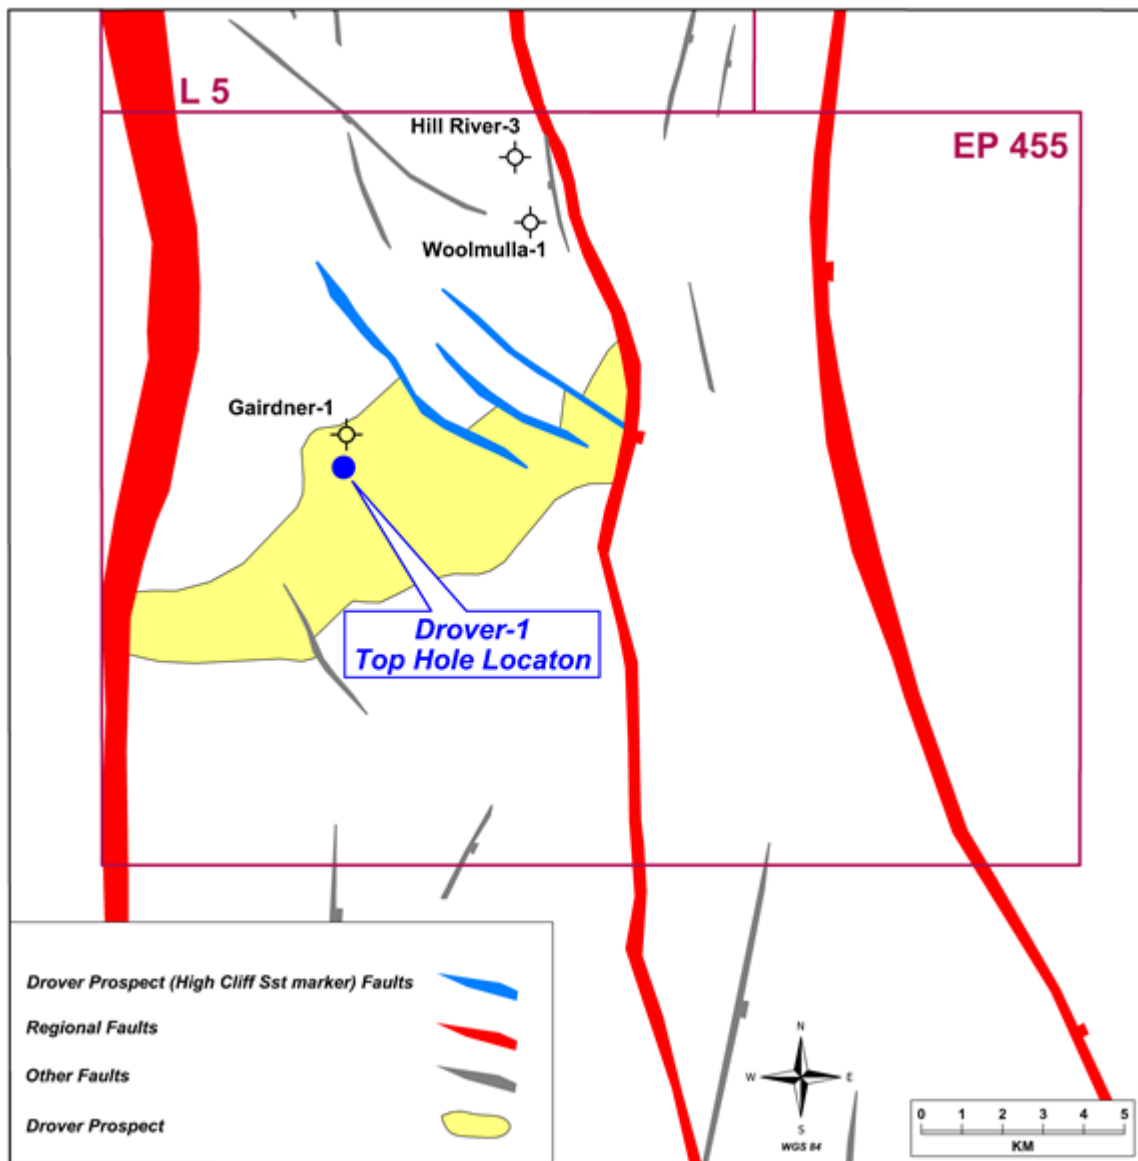 L 5
Hill River-3
EP 455
Woolmulla-1
Gairdner-1
Drover-1
Top Hole Locaton
Drover Prospect (High Cliff Sst marker) Faults
Regional Faults
Other Faults
Drover Prospect
N
W E
S
WGS 84
0 1 2 3 4 5
KM